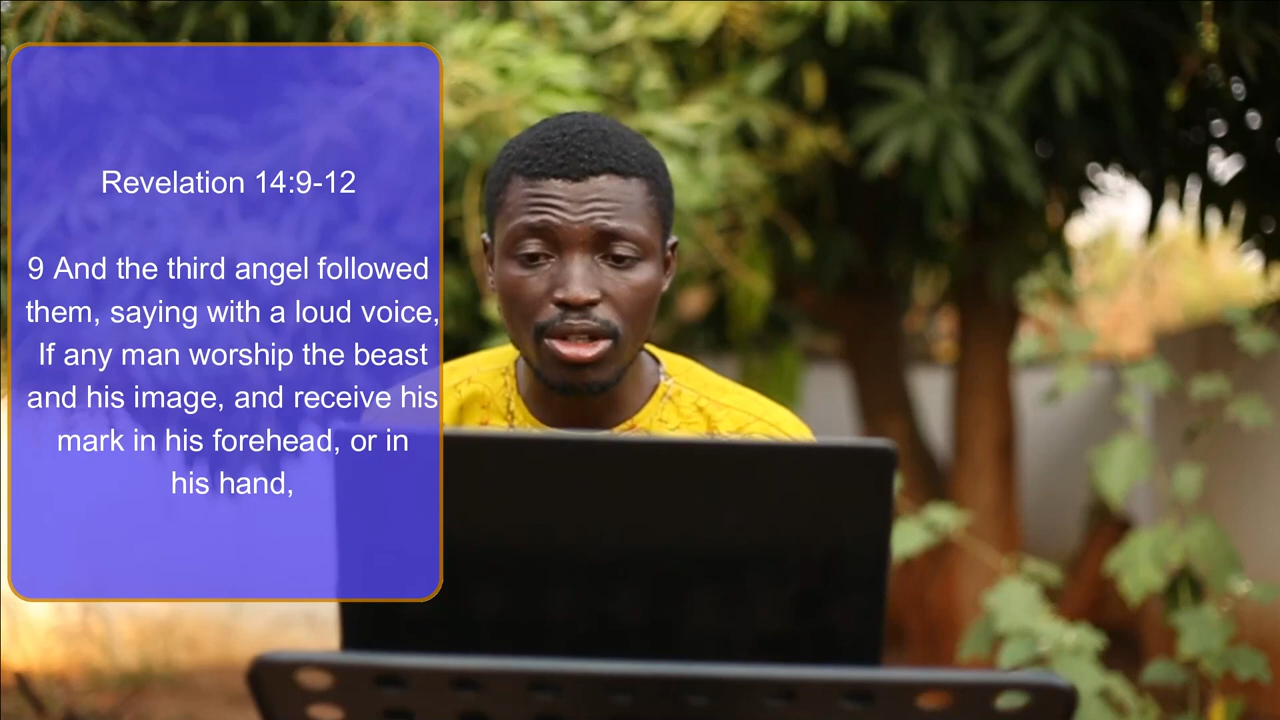 Revelation 14:9-12
9 And the third angel followed
them, saying with a loud voice,
If any man worship the beast
and his image, and receive his
mark in his forehead, or in
his hand,